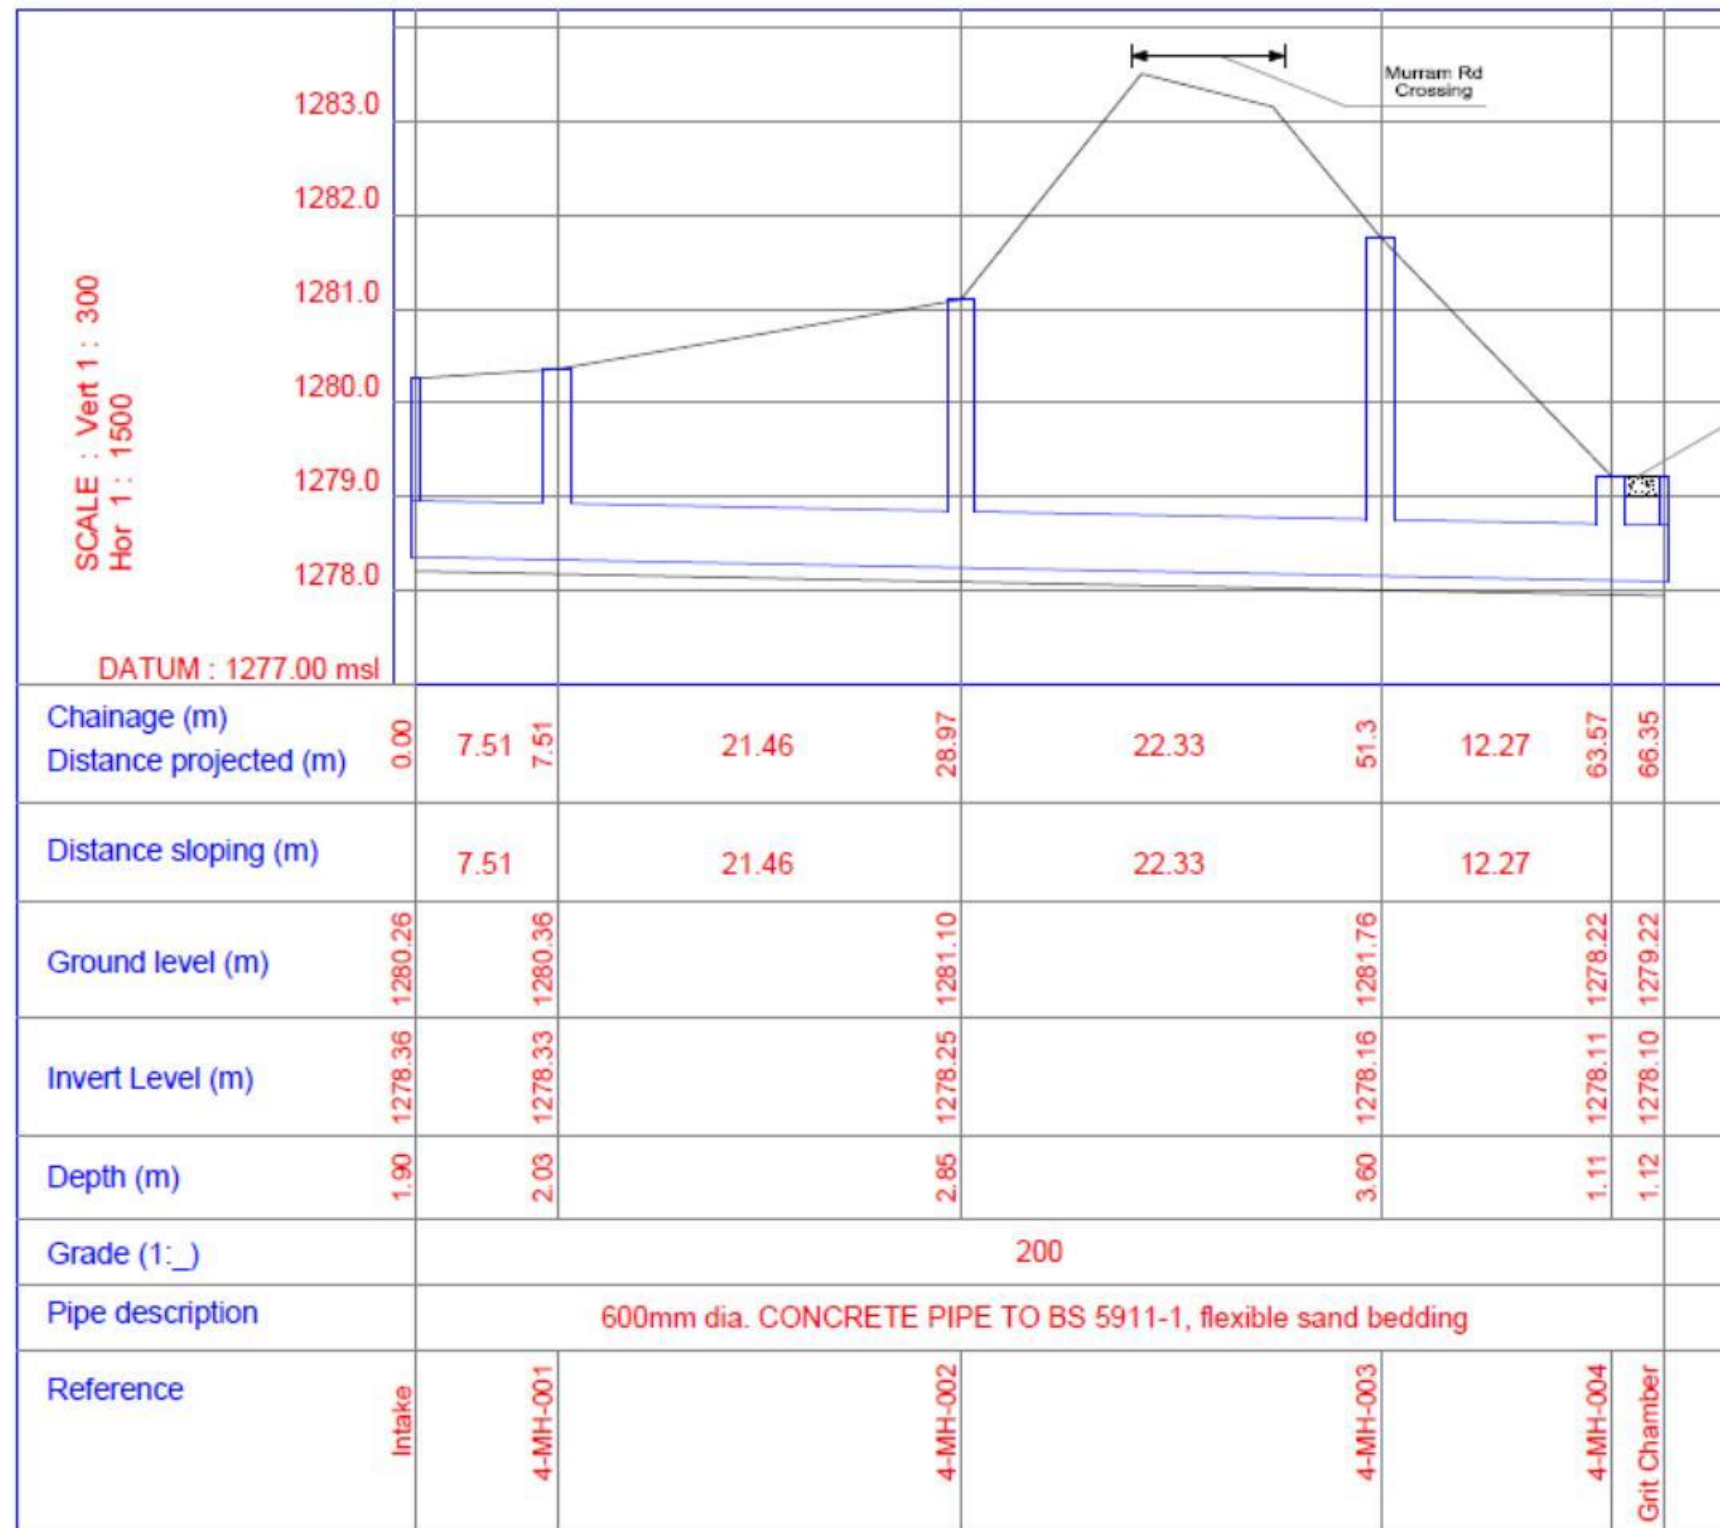 Murram Rd
Crossing
1283.0
1282.0
1281.0
1280.0
1279.0
1278.0
SCALE : Vert 1 : 300
Hor 1 : 1500
DATUM : 1277.00 msl
Chainage (m)
Distance projected (m)
0.00 7.51 7.51 21.46 28.97 22.33 51.3 12.27 63.57 66.35
Distance sloping (m) 7.51 21.46 22.33 12.27
Ground level (m) 1280.26 1280.36 1281.10 1281.76 1278.22 1279.22
Invert Level (m) 1278.36 1278.33 1278.25 1278.16 1278.11 1278.10
Depth (m) 1.90 2.03 2.85 3.60 1.11 1.12
Grade (1:_) 200
Pipe description 600mm dia. CONCRETE PIPE TO BS 5911-1, flexible sand bedding
Reference Intake 4-MH-001 4-MH-002 4-MH-003 4-MH-004 Grit Chamber